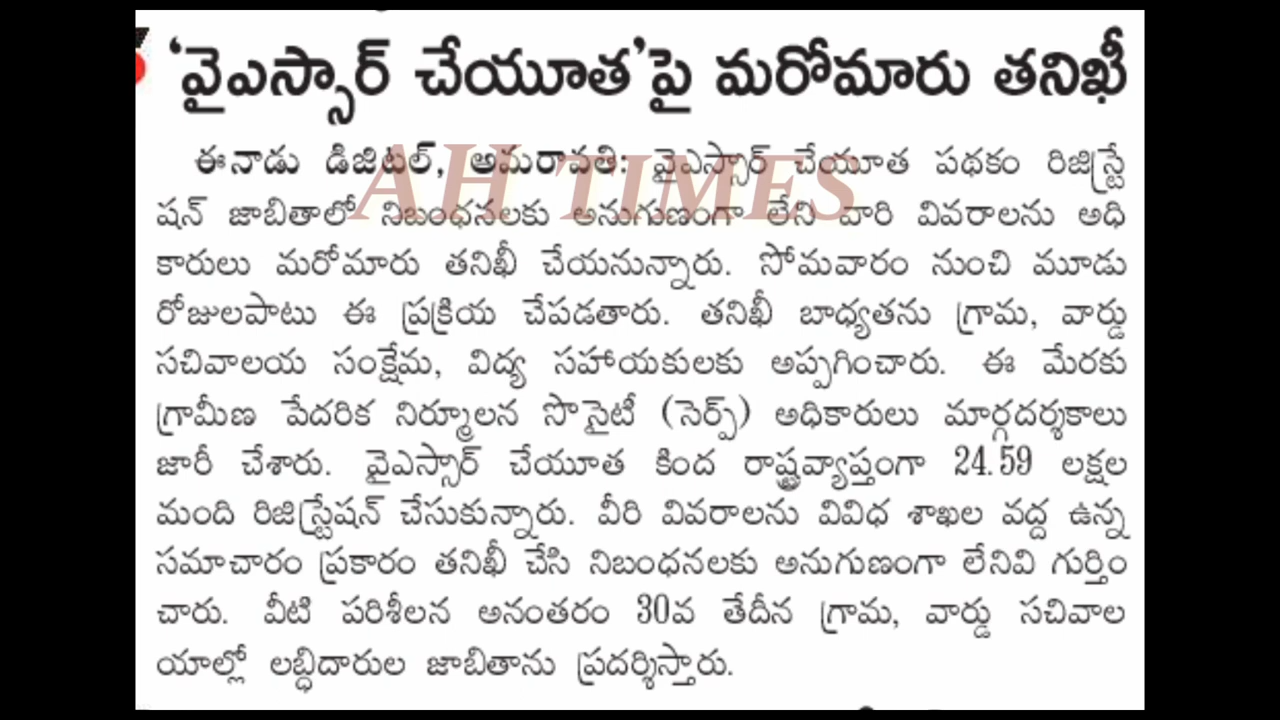 ‘వైఎస్సార్ చేయూత’పై మరోమారు తనిఖీ
ఈనాడు డిజిటల్, అమరావతి: వైఎస్సార్ చేయూత పథకం రిజిస్ట్రే
AH TIMES
షన్ జాబితాలో నిబంధనలకు అనుగుణంగా లేని వారి వివరాలను అధి
కారులు మరోమారు తనిఖీ చేయనున్నారు. సోమవారం నుంచి మూడు
రోజులపాటు ఈ ప్రక్రియ చేపడతారు. తనిఖీ బాధ్యతను గ్రామ, వార్డు
సచివాలయ సంక్షేమ, విద్య సహాయకులకు అప్పగించారు. ఈ మేరకు
గ్రామీణ పేదరిక నిర్మూలన సొసైటీ (సెర్ప్) అధికారులు మార్గదర్శకాలు
జారీ చేశారు. వైఎస్సార్ చేయూత కింద రాష్ట్రవ్యాప్తంగా 24.59 లక్షల
మంది రిజిస్ట్రేషన్ చేసుకున్నారు. వీరి వివరాలను వివిధ శాఖల వద్ద ఉన్న
సమాచారం ప్రకారం తనిఖీ చేసి నిబంధనలకు అనుగుణంగా లేనివి గుర్తిం
చారు. వీటి పరిశీలన అనంతరం 30వ తేదీన గ్రామ, వార్డు సచివాల
యాల్లో లబ్ధిదారుల జాబితాను ప్రదర్శిస్తారు.